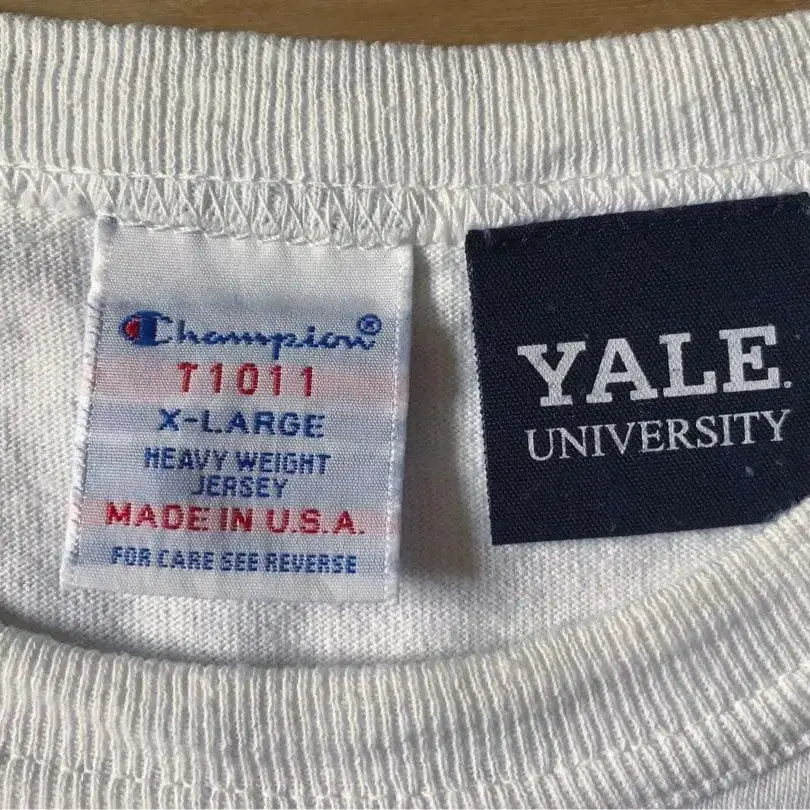 Champion®
T1011
X-LARGE
HEAVY WEIGHT
JERSEY
MADE IN U.S.A.
FOR CARE SEE REVERSE
YALE.
UNIVERSITY